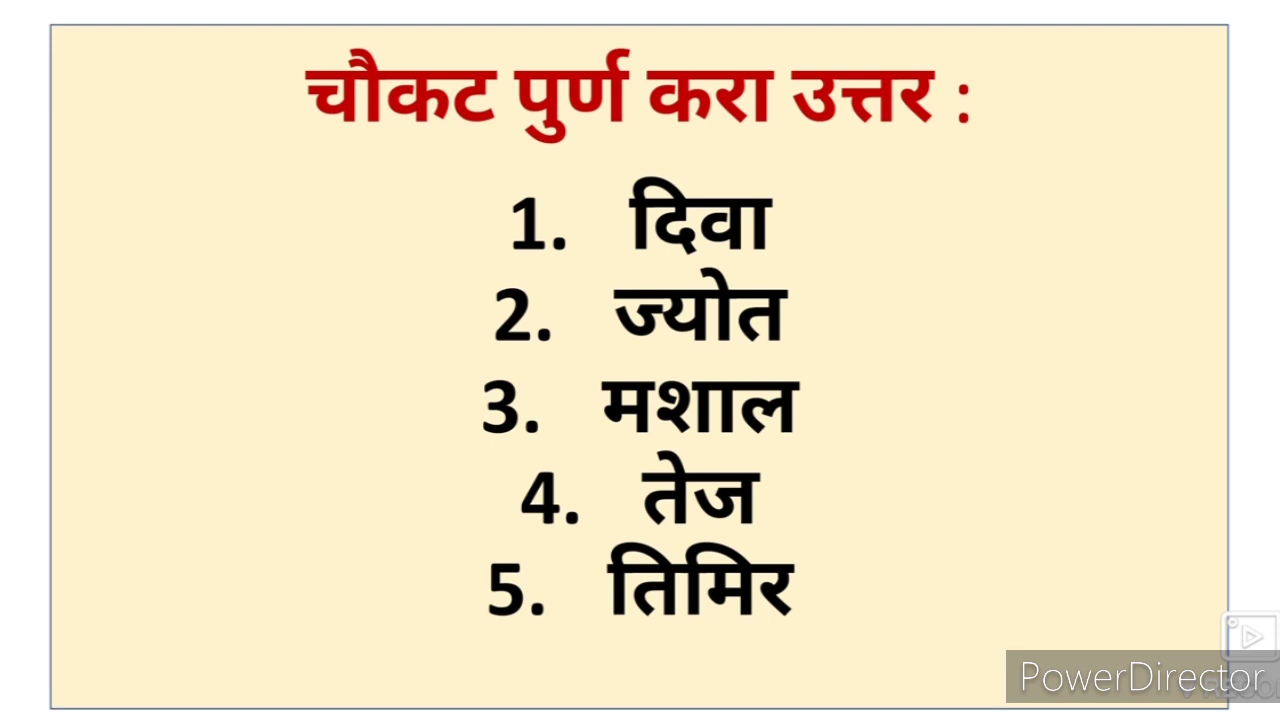 चौकट पुर्ण करा उत्तर :
1. दिवा
2. ज्योत
3. मशाल
4. तेज
5. तिमिर
PowerDirector